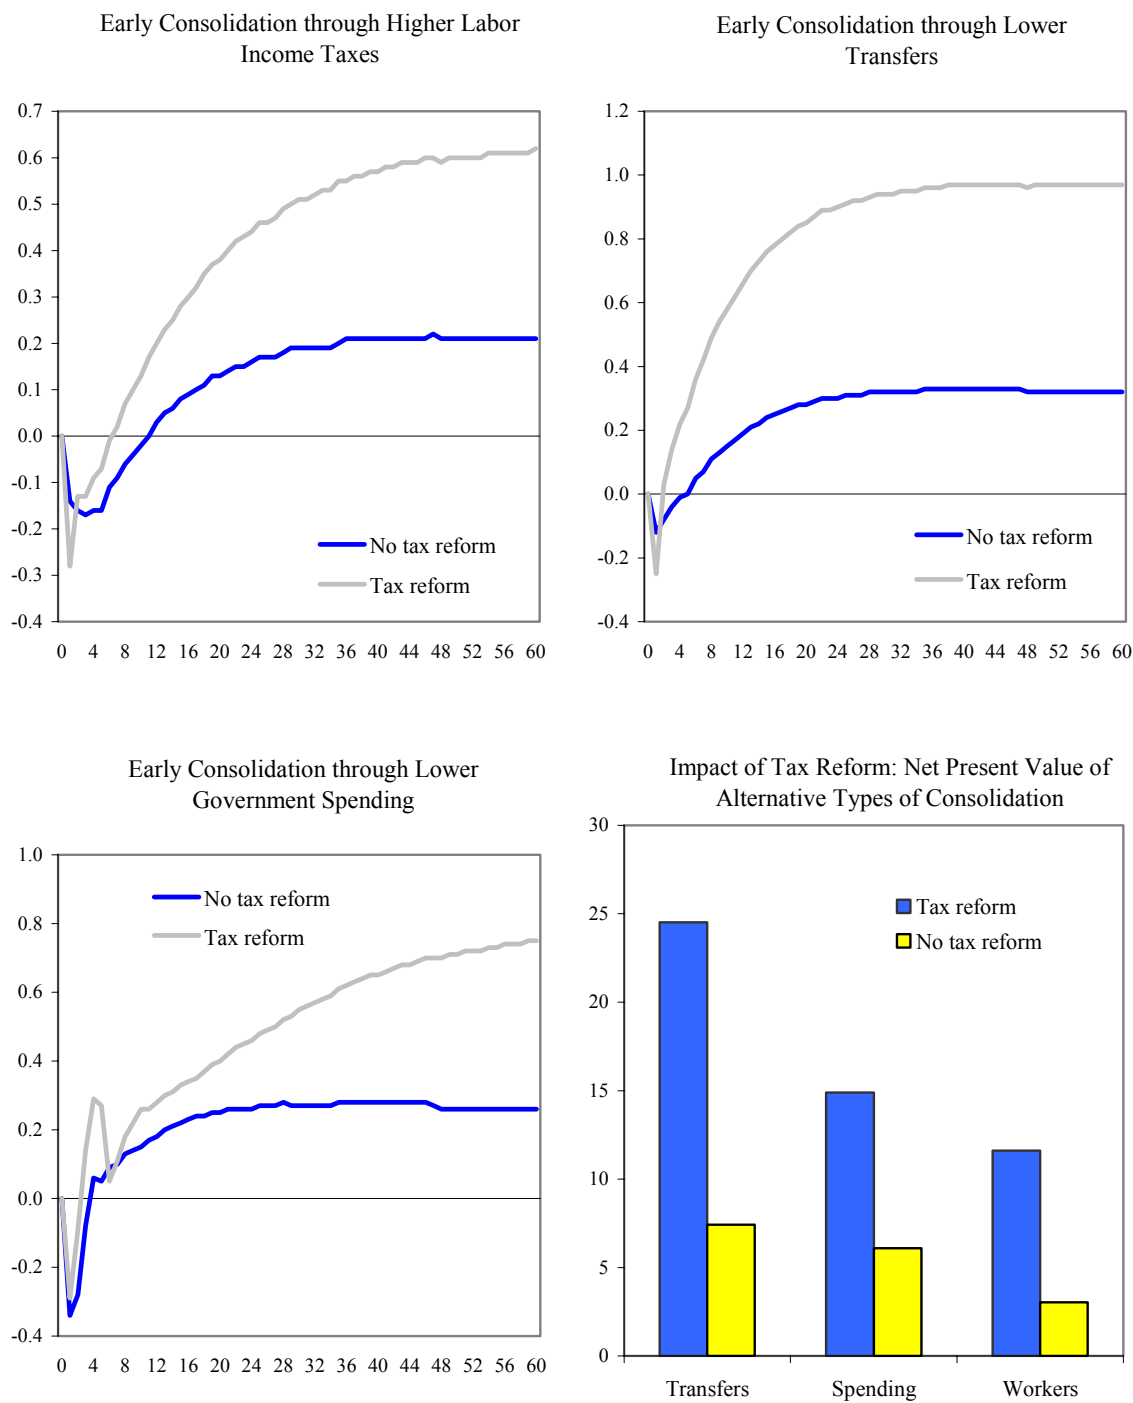 Early Consolidation through Higher Labor
Income Taxes
0.7
0.6
0.5
0.4
0.3
0.2
0.1
0.0
-0.1
-0.2
-0.3
-0.4
No tax reform
Tax reform
0 4 8 12 16 20 24 28 32 36 40 44 48 52 56 60
Early Consolidation through Lower
Transfers
1.2
1.0
0.8
0.6
0.4
0.2
0.0
-0.2
-0.4
No tax reform
Tax reform
0 4 8 12 16 20 24 28 32 36 40 44 48 52 56 60
Early Consolidation through Lower
Government Spending
1.0
0.8
0.6
0.4
0.2
0.0
-0.2
-0.4
No tax reform
Tax reform
0 4 8 12 16 20 24 28 32 36 40 44 48 52 56 60
Impact of Tax Reform: Net Present Value of
Alternative Types of Consolidation
30
25
20
15
10
5
0
Tax reform
No tax reform
Transfers Spending Workers